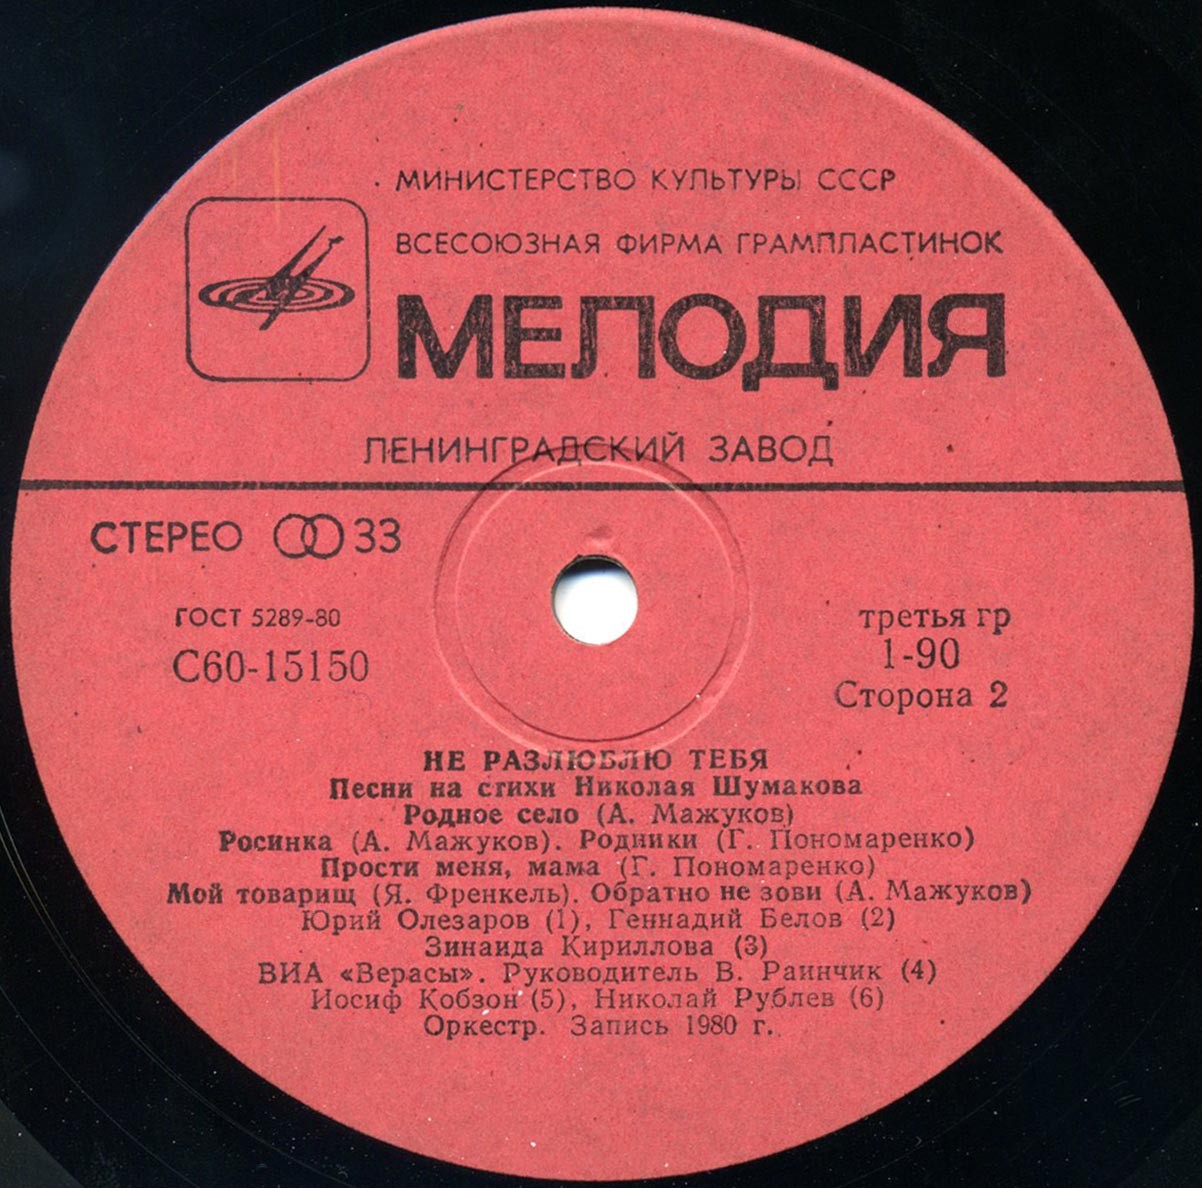 МИНИСТЕРСТВО КУЛЬТУРЫ СССР
ВСЕСОЮЗНАЯ ФИРМА ГРАМПЛАСТИНОК
МЕЛОДИЯ
ЛЕНИНГРАДСКИЙ ЗАВОД
СТЕРЕО 33
ГОСТ 5289-80
С60-15150
третья гр
1-90
Сторона 2
НЕ РАЗЛЮБЛЮ ТЕБЯ
Песни на стихи Николая Шумакова
Родное село (А. Мажуков)
Росинка (А. Мажуков). Родники (Г. Пономаренко)
Прости меня, мама (Г. Пономаренко)
Мой товарищ (Я. Френкель). Обратно не зови (А. Мажуков)
Юрий Олезаров (1), Геннадий Белов (2)
Зинаида Кириллова (3)
ВИА «Верасы». Руководитель В. Раинчик (4)
Иосиф Кобзон (5), Николай Рублев (6)
Оркестр. Запись 1980 г.